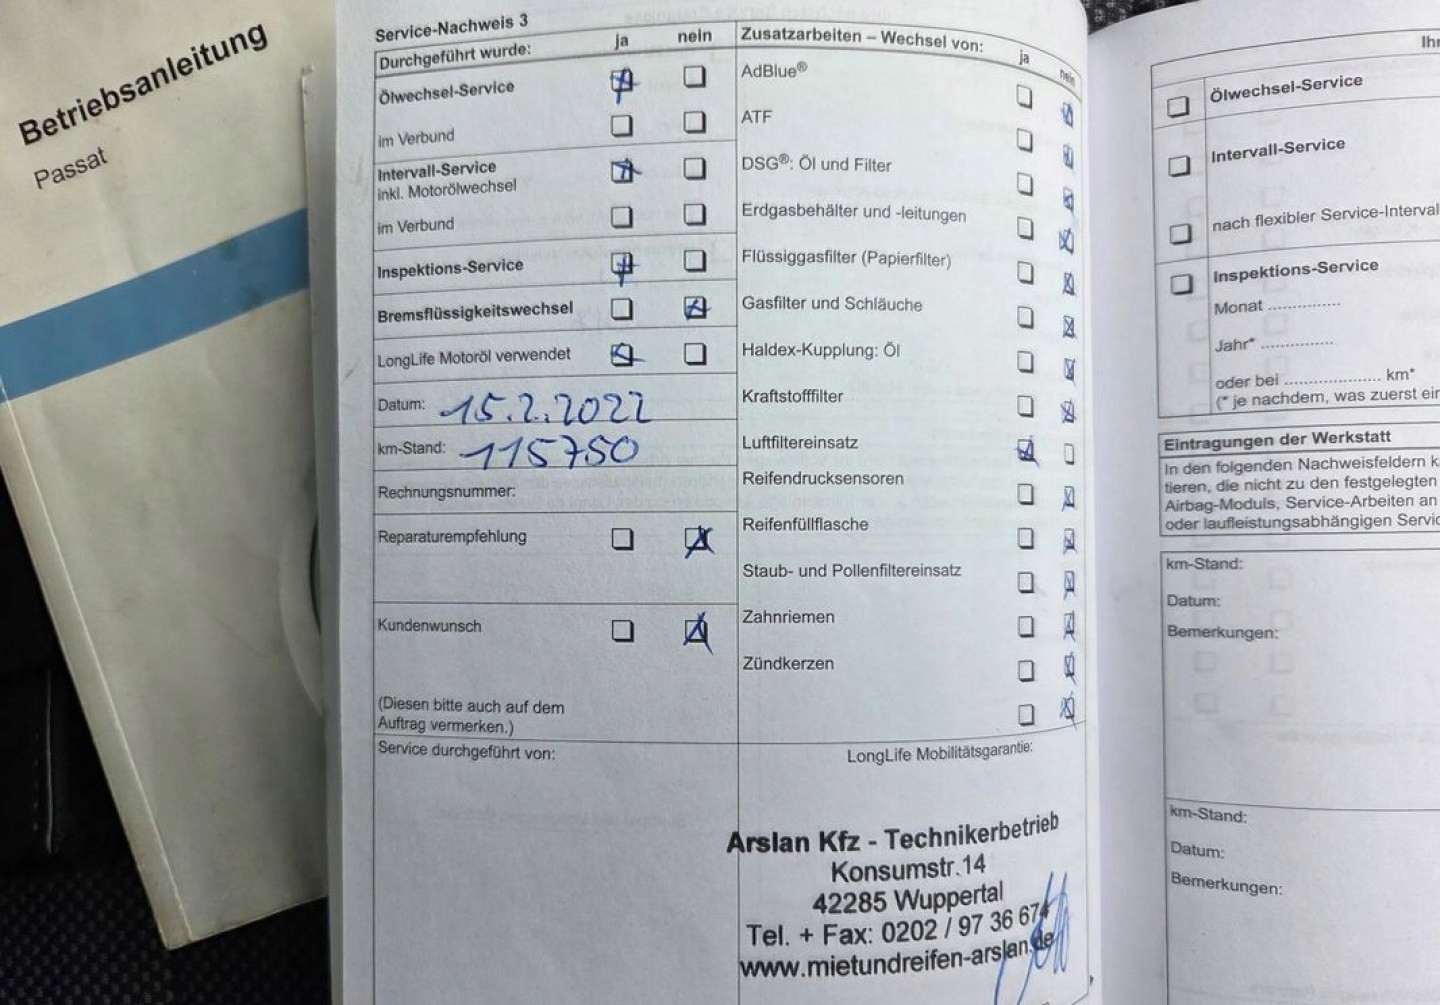 Betriebsanleitung
Passat
Service-Nachweis 3
Durchgeführt wurde: ja nein
Ölwechsel-Service
im Verbund
Intervall-Service
inkl. Motorölwechsel
im Verbund
Inspektions-Service
Bremsflüssigkeitswechsel
LongLife Motoröl verwendet
Datum: 15.2.2022
km-Stand: 115750
Rechnungsnummer:
Reparaturempfehlung
Kundenwunsch
(Diesen bitte auch auf dem
Auftrag vermerken.)
Service durchgeführt von:
Zusatzarbeiten – Wechsel von: ja nein
AdBlue®
ATF
DSG®: Öl und Filter
Erdgasbehälter und -leitungen
Flüssiggasfilter (Papierfilter)
Gasfilter und Schläuche
Haldex-Kupplung: Öl
Kraftstofffilter
Luftfiltereinsatz
Reifendrucksensoren
Reifenfüllflasche
Staub- und Pollenfiltereinsatz
Zahnriemen
Zündkerzen
LongLife Mobilitätsgarantie:
Arslan Kfz - Technikerbetrieb
Konsumstr.14
42285 Wuppertal
Tel. + Fax: 0202 / 97 36 674
www.mietundreifen-arslan.de
Ihr
Ölwechsel-Service
Intervall-Service
nach flexibler Service-Interval
Inspektions-Service
Monat ..............
Jahr* ..............
oder bei ................... km*
(* je nachdem, was zuerst ein
Eintragungen der Werkstatt
In den folgenden Nachweisfeldern k
tieren, die nicht zu den festgelegten
Airbag-Moduls, Service-Arbeiten an
oder laufleistungsabhängigen Servic
km-Stand:
Datum:
Bemerkungen:
km-Stand:
Datum:
Bemerkungen: